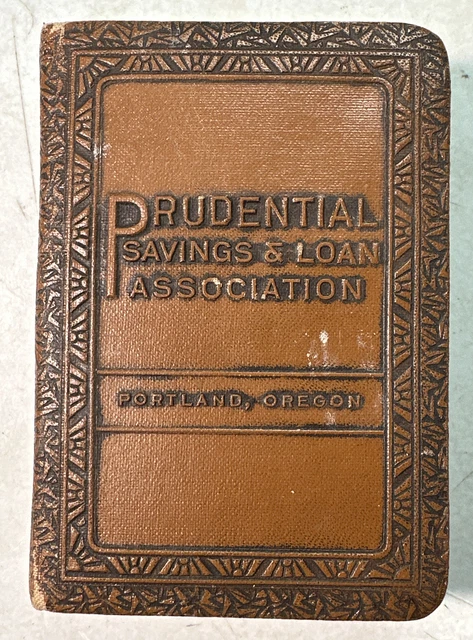 PRUDENTIAL
SAVINGS & LOAN
ASSOCIATION
PORTLAND, OREGON